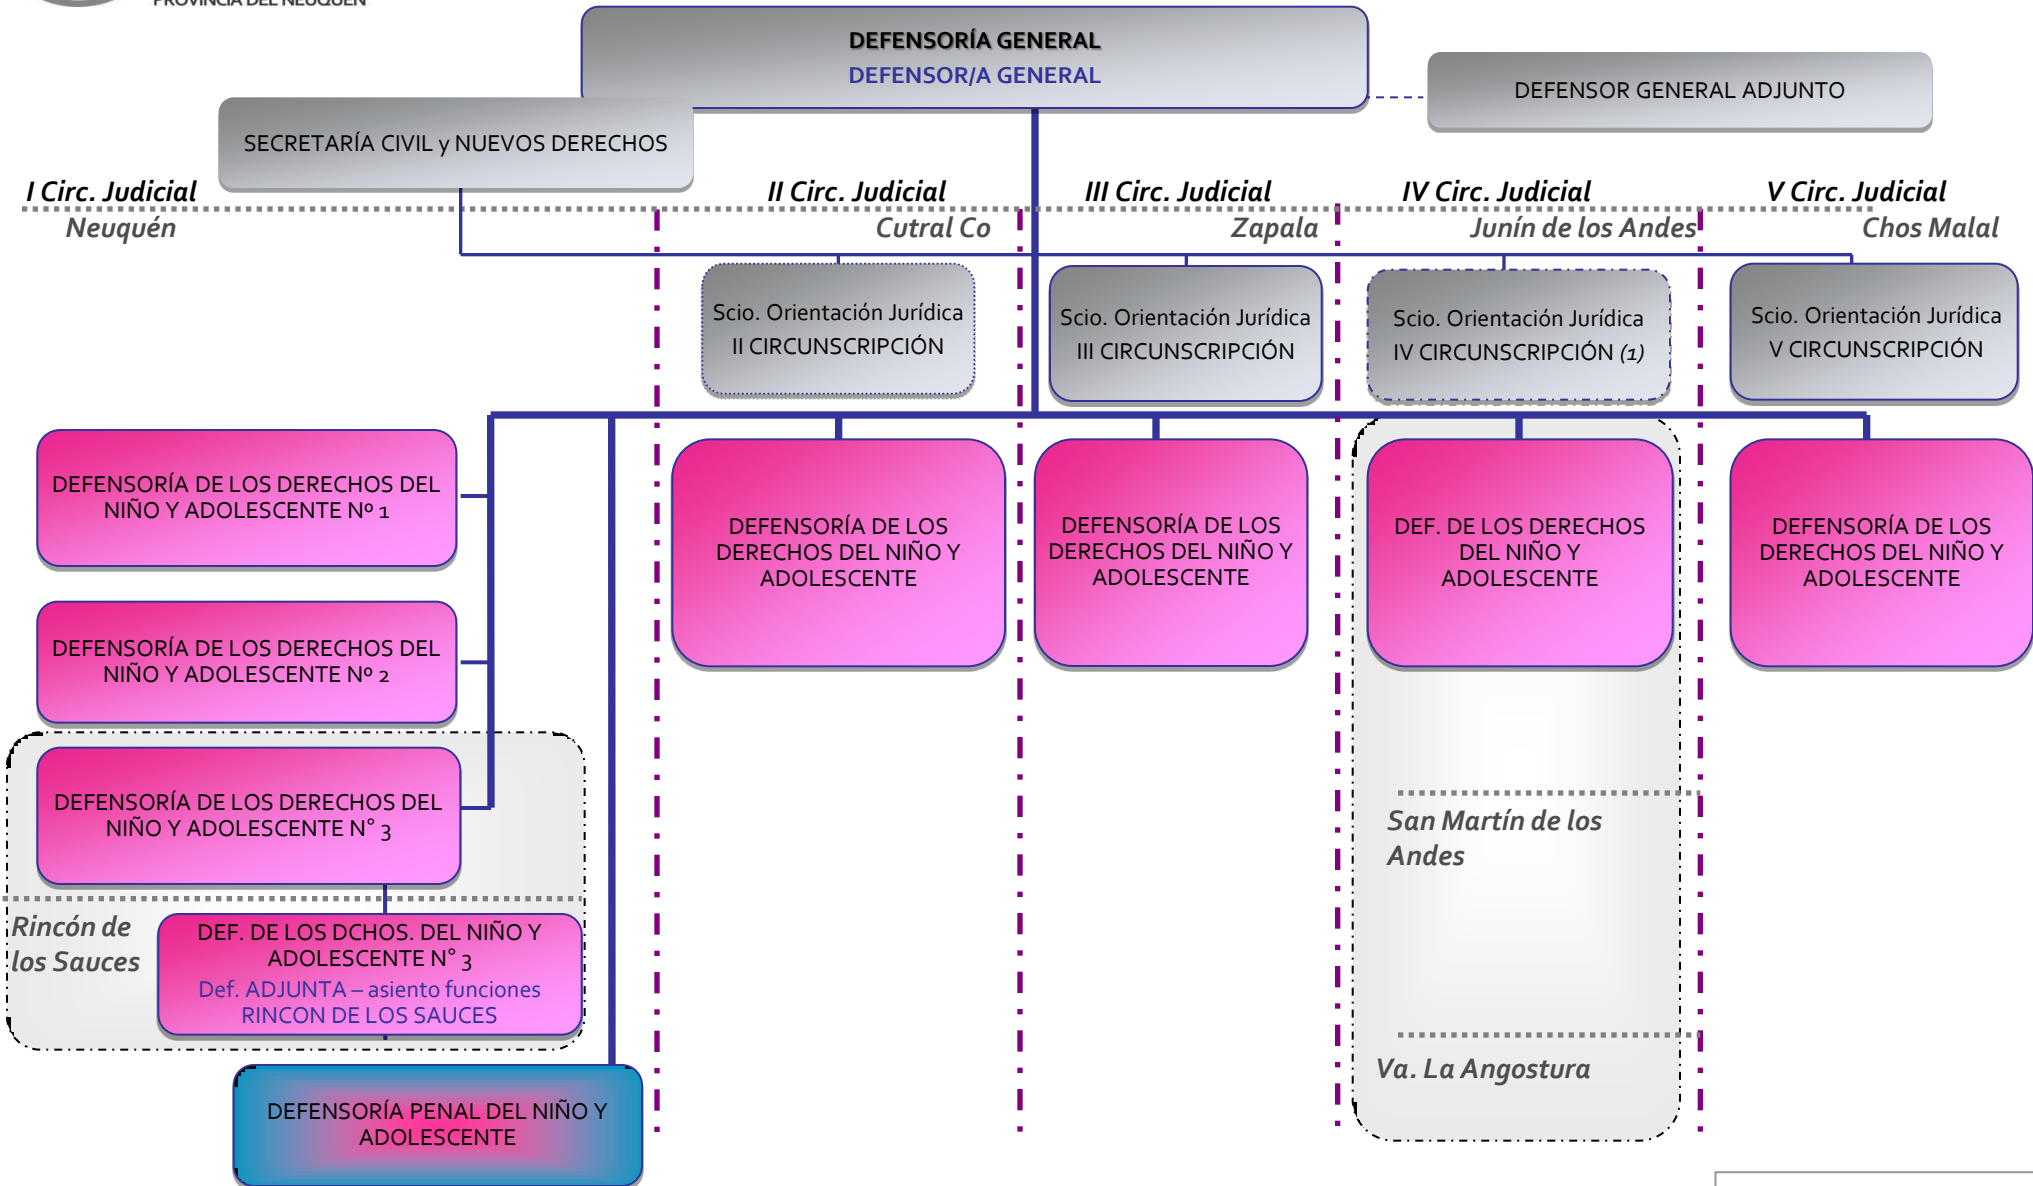 PROVINCIA DEL NEUQUÉN
DEFENSORÍA GENERAL
DEFENSOR/A GENERAL
DEFENSOR GENERAL ADJUNTO
SECRETARÍA CIVIL y NUEVOS DERECHOS
I Circ. Judicial
Neuquén
II Circ. Judicial
Cutral Co
III Circ. Judicial
Zapala
IV Circ. Judicial
Junín de los Andes
V Circ. Judicial
Chos Malal
Scio. Orientación Jurídica
II CIRCUNSCRIPCIÓN
Scio. Orientación Jurídica
III CIRCUNSCRIPCIÓN
Scio. Orientación Jurídica
IV CIRCUNSCRIPCIÓN (1)
Scio. Orientación Jurídica
V CIRCUNSCRIPCIÓN
DEFENSORÍA DE LOS DERECHOS DEL
NIÑO Y ADOLESCENTE Nº 1
DEFENSORÍA DE LOS DERECHOS DEL
NIÑO Y ADOLESCENTE Nº 2
DEFENSORÍA DE LOS DERECHOS DEL
NIÑO Y ADOLESCENTE N° 3
Rincón de
los Sauces
DEF. DE LOS DCHOS. DEL NIÑO Y
ADOLESCENTE N° 3
Def. ADJUNTA – asiento funciones
RINCON DE LOS SAUCES
DEFENSORÍA PENAL DEL NIÑO Y
ADOLESCENTE
DEFENSORÍA DE LOS
DERECHOS DEL NIÑO Y
ADOLESCENTE
DEFENSORÍA DE LOS
DERECHOS DEL NIÑO Y
ADOLESCENTE
DEF. DE LOS DERECHOS
DEL NIÑO Y
ADOLESCENTE
San Martín de los
Andes
Va. La Angostura
DEFENSORÍA DE LOS
DERECHOS DEL NIÑO Y
ADOLESCENTE